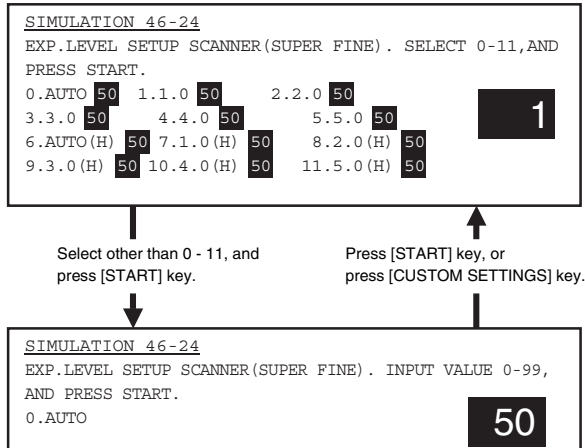 SIMULATION 46-24
EXP.LEVEL SETUP SCANNER(SUPER FINE). SELECT 0-11,AND
PRESS START.
0.AUTO 50 1.1.0 50 2.2.0 50
3.3.0 50 4.4.0 50 5.5.0 50
1
6.AUTO(H) 50 7.1.0(H) 50 8.2.0(H) 50
9.3.0(H) 50 10.4.0(H) 50 11.5.0(H) 50
Select other than 0 - 11, and
press [START] key.
Press [START] key, or
press [CUSTOM SETTINGS] key.
SIMULATION 46-24
EXP.LEVEL SETUP SCANNER(SUPER FINE). INPUT VALUE 0-99,
AND PRESS START.
0.AUTO
50